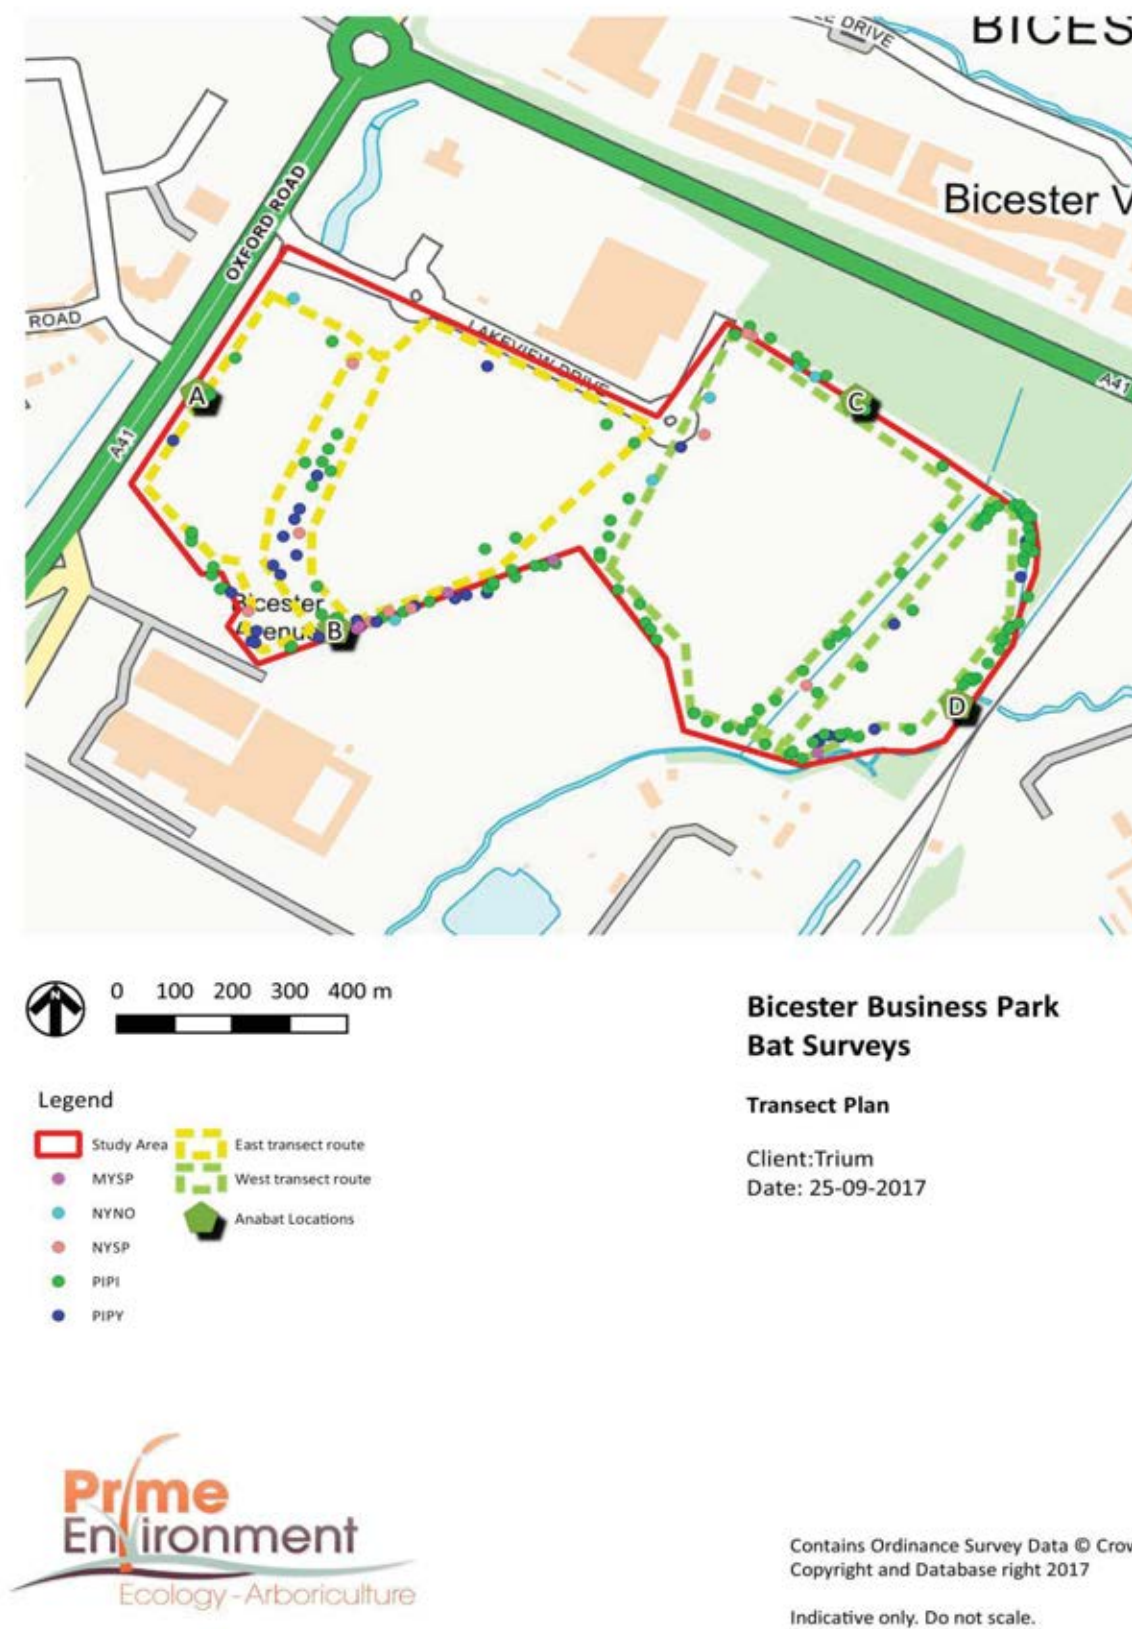 BICES
LE DRIVE
Bicester V
OXFORD ROAD
ROAD
LAKEVIEW DRIVE
A41
A41
A
C
Bicester
Avenue
B
D
N
0 100 200 300 400 m
Legend
Study Area
East transect route
MYSP
West transect route
NYNO
Anabat Locations
NYSP
PIPI
PIPY
Bicester Business Park
Bat Surveys
Transect Plan
Client:Trium
Date: 25-09-2017
Prime
Environment
Ecology - Arboriculture
Contains Ordinance Survey Data © Crow
Copyright and Database right 2017
Indicative only. Do not scale.